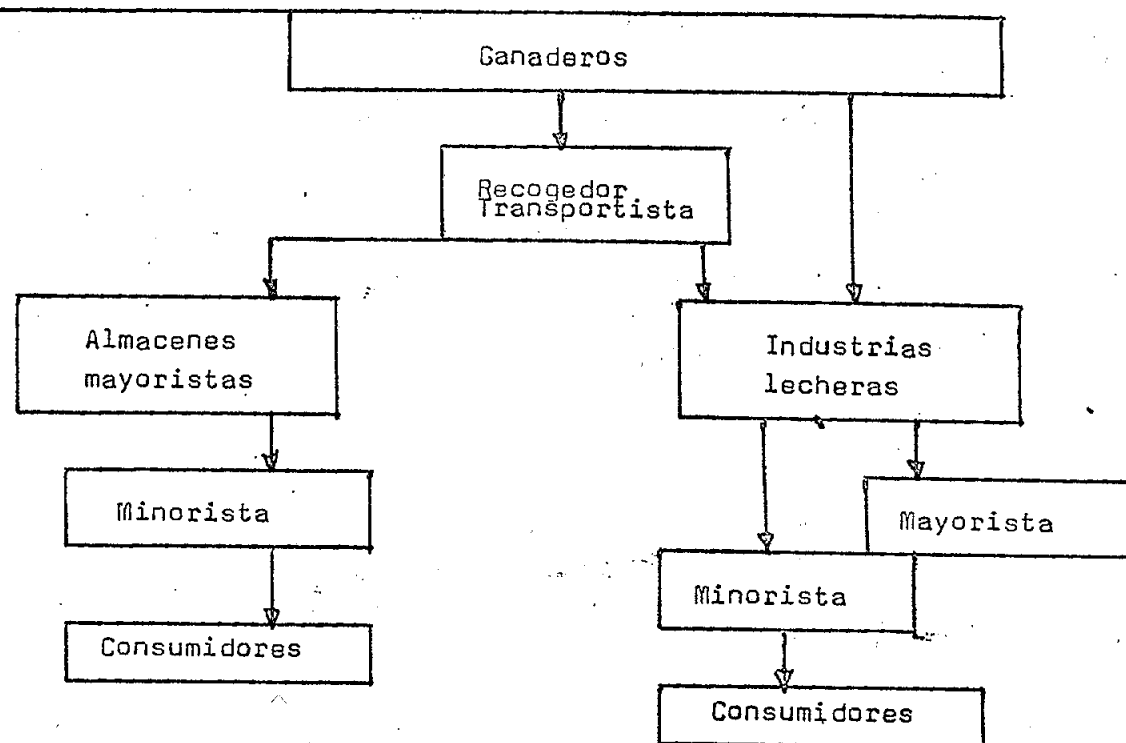 Ganaderos
Recogedor
Transportista
Almacenes
mayoristas
Industrias
lecheras
Minorista
Mayorista
Minorista
Consumidores
Consumidores